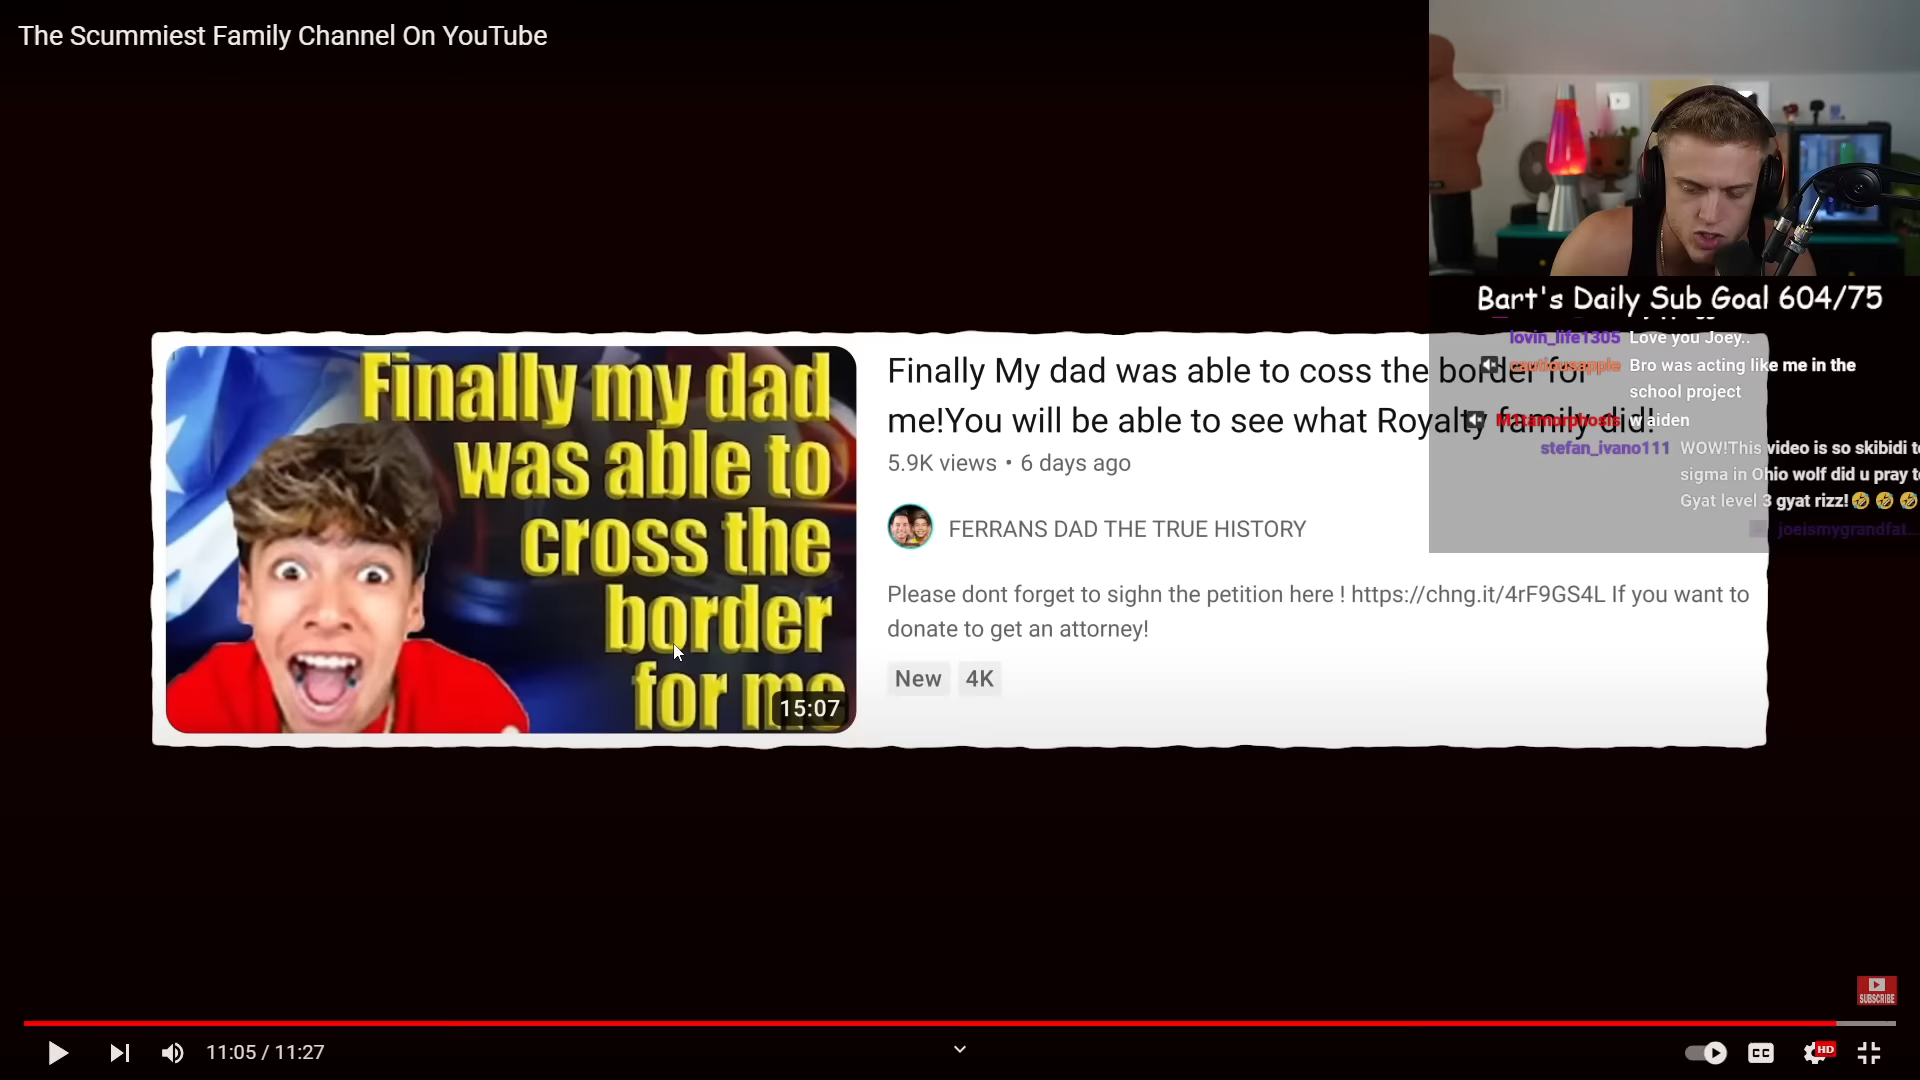 The Scummiest Family Channel On YouTube
Bart's Daily Sub Goal 604/75
lovin_life1305 Love you Joey..
cautiousapple Bro was acting like me in the
school project
M1tamorphosis w aiden
stefan_ivano111 WOW!This video is so skibidi
sigma in Ohio wolf did u pray
Gyat level 3 gyat rizz!🤣 🤣 🤣
joeismygrandfat...
Finally my dad
was able to
cross the
border
for me
15:07
Finally My dad was able to coss the border for
me!You will be able to see what Royalty family did!
5.9K views • 6 days ago
FERRANS DAD THE TRUE HISTORY
Please dont forget to sighn the petition here ! https://chng.it/4rF9GS4L If you want to
donate to get an attorney!
New 4K
SUBSCRIBE
11:05 / 11:27
CC HD